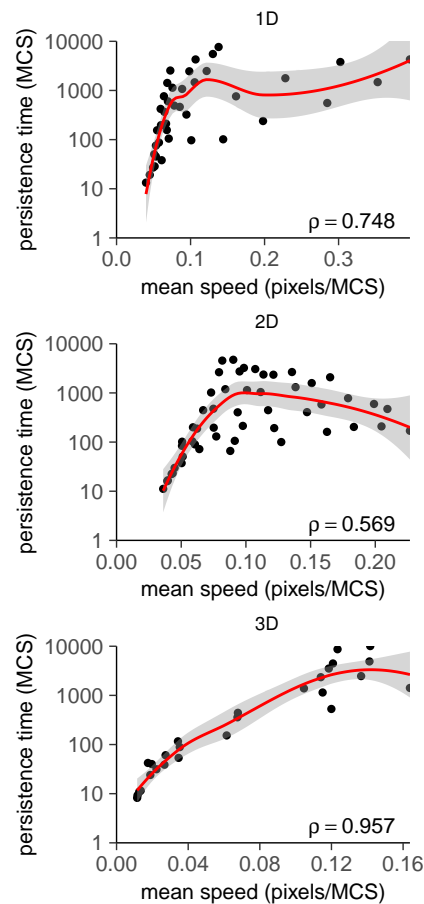 1D
persistence time (MCS)
10000
1000
100
10
1
ρ = 0.748
0.0
0.1
0.2
0.3
mean speed (pixels/MCS)
2D
persistence time (MCS)
10000
1000
100
10
1
ρ = 0.569
0.00
0.05
0.10
0.15
0.20
mean speed (pixels/MCS)
3D
persistence time (MCS)
10000
1000
100
10
1
ρ = 0.957
0.00
0.04
0.08
0.12
0.16
mean speed (pixels/MCS)